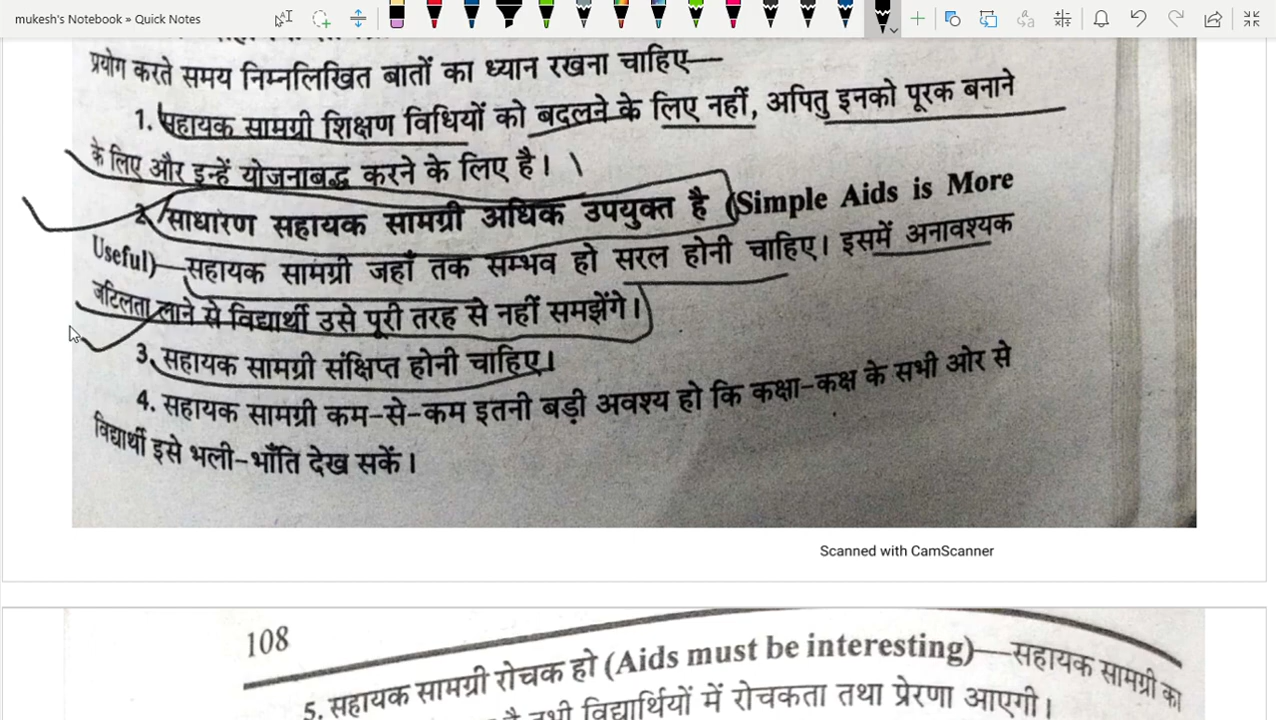 mukesh's Notebook » Quick Notes
प्रयोग करते समय निम्नलिखित बातों का ध्यान रखना चाहिए—
1. सहायक सामग्री शिक्षण विधियों को बदलने के लिए नहीं, अपितु इनको पूरक बनाने
के लिए और इन्हें योजनाबद्ध करने के लिए है।
2. साधारण सहायक सामग्री अधिक उपयुक्त है (Simple Aids is More
Useful)—सहायक सामग्री जहाँ तक सम्भव हो सरल होनी चाहिए। इसमें अनावश्यक
जटिलता लाने से विद्यार्थी उसे पूरी तरह से नहीं समझेंगे।
3. सहायक सामग्री संक्षिप्त होनी चाहिए।
4. सहायक सामग्री कम-से-कम इतनी बड़ी अवश्य हो कि कक्षा-कक्ष के सभी ओर से
विद्यार्थी इसे भली-भाँति देख सकें।
Scanned with CamScanner
108
5. सहायक सामग्री रोचक हो (Aids must be interesting)—सहायक सामग्री का
तभी विद्यार्थियों में रोचकता तथा प्रेरणा आएगी।